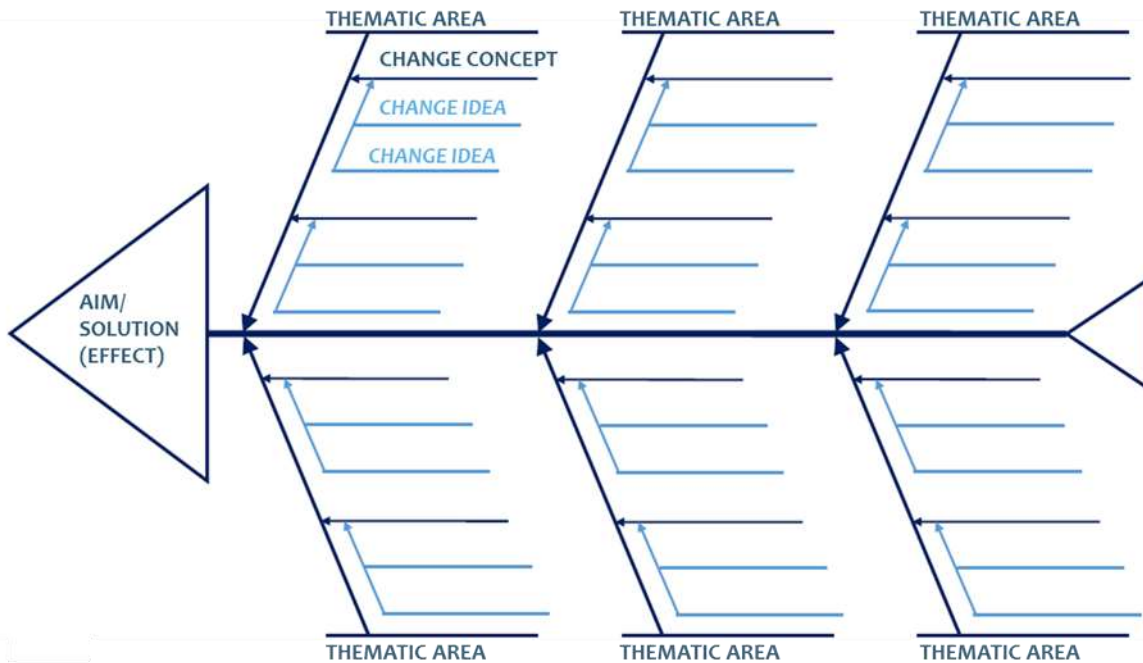 THEMATIC AREA
THEMATIC AREA
THEMATIC AREA
CHANGE CONCEPT
CHANGE IDEA
CHANGE IDEA
AIM/
SOLUTION
(EFFECT)
THEMATIC AREA
THEMATIC AREA
THEMATIC AREA